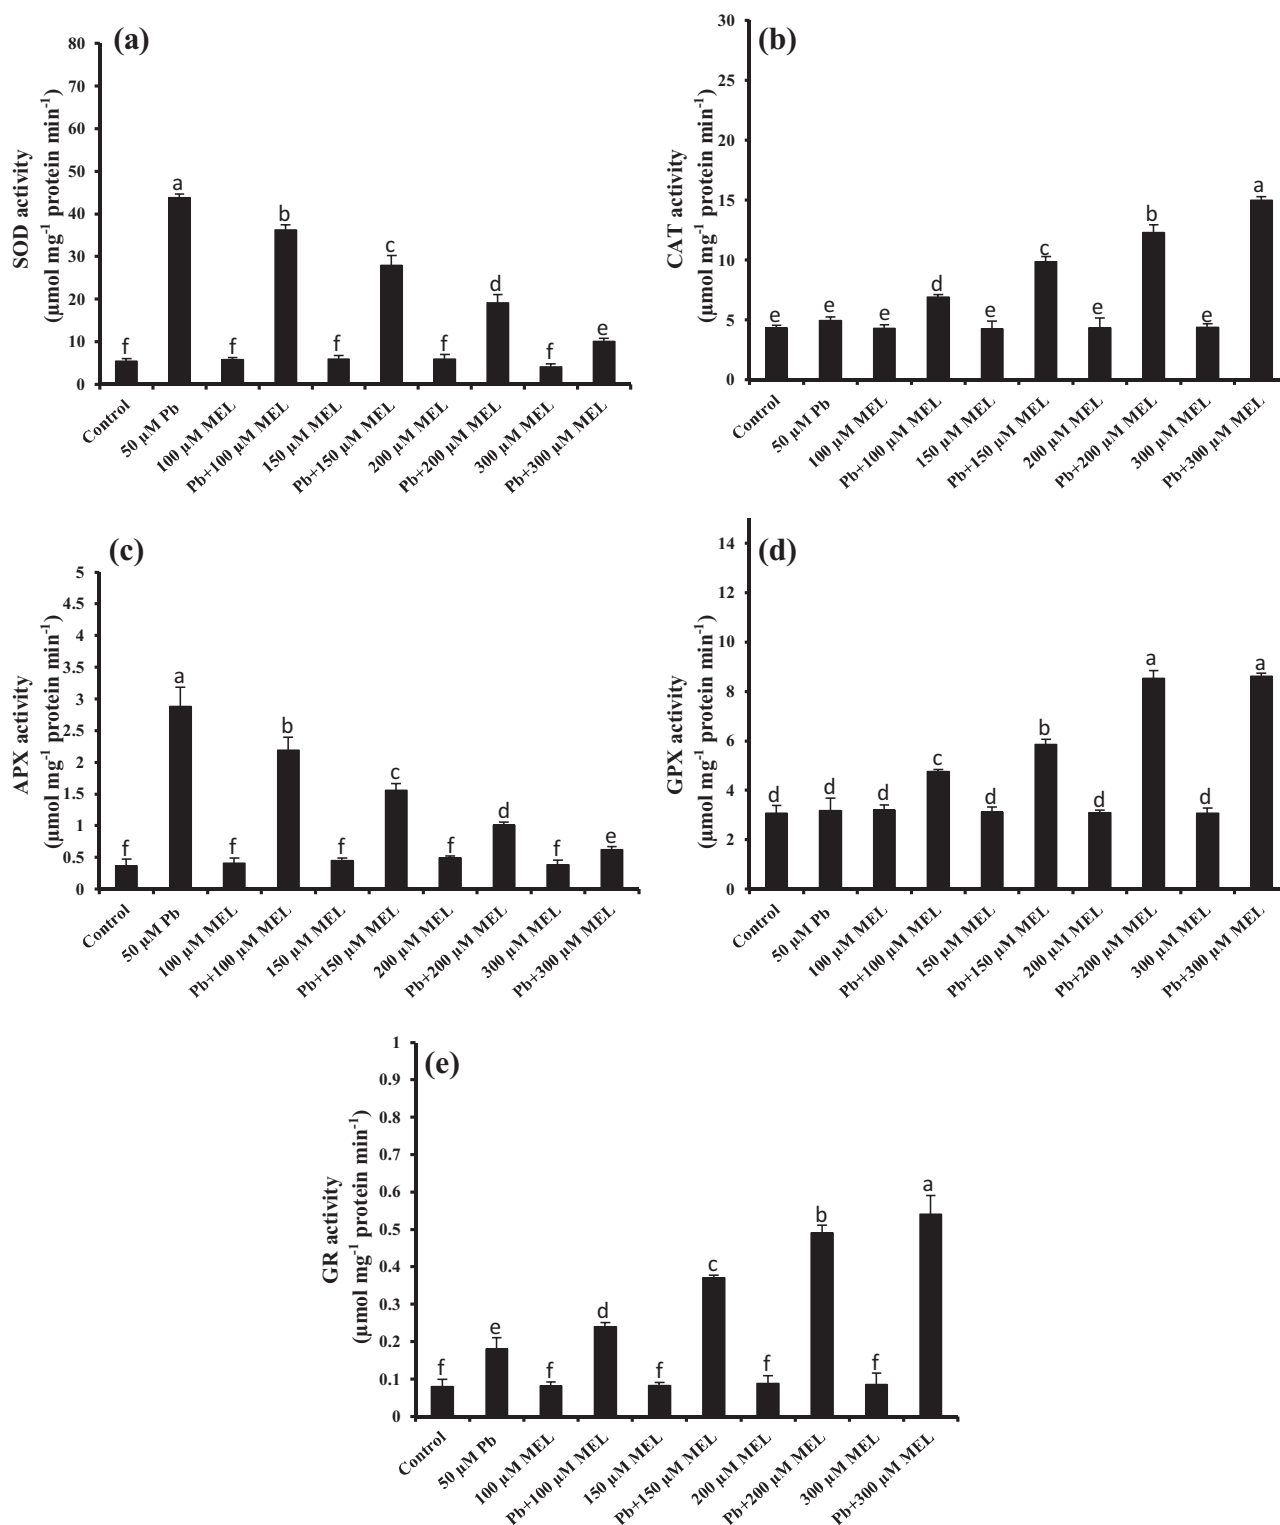 (a)
80
70
60
50
40
30
20
10
0
SOD activity
(µmol mg-1 protein min-1)
f
a
f
b
f
c
f
d
f
e
Control
50 µM Pb
100 µM MEL
Pb+100 µM MEL
150 µM MEL
Pb+150 µM MEL
200 µM MEL
Pb+200 µM MEL
300 µM MEL
Pb+300 µM MEL
(b)
30
25
20
15
10
5
0
CAT activity
(µmol mg-1 protein min-1)
e
e
e
d
e
c
e
b
e
a
Control
50 µM Pb
100 µM MEL
Pb+100 µM MEL
150 µM MEL
Pb+150 µM MEL
200 µM MEL
Pb+200 µM MEL
300 µM MEL
Pb+300 µM MEL
(c)
5
4.5
4
3.5
3
2.5
2
1.5
1
0.5
0
APX activity
(µmol mg-1 protein min-1)
f
a
f
b
f
c
f
d
f
e
Control
50 µM Pb
100 µM MEL
Pb+100 µM MEL
150 µM MEL
Pb+150 µM MEL
200 µM MEL
Pb+200 µM MEL
300 µM MEL
Pb+300 µM MEL
(d)
14
12
10
8
6
4
2
0
GPX activity
(µmol mg-1 protein min-1)
d
d
d
c
d
b
d
a
d
a
Control
50 µM Pb
100 µM MEL
Pb+100 µM MEL
150 µM MEL
Pb+150 µM MEL
200 µM MEL
Pb+200 µM MEL
300 µM MEL
Pb+300 µM MEL
(e)
1
0.9
0.8
0.7
0.6
0.5
0.4
0.3
0.2
0.1
0
GR activity
(µmol mg-1 protein min-1)
f
e
f
d
f
c
f
b
f
a
Control
50 µM Pb
100 µM MEL
Pb+100 µM MEL
150 µM MEL
Pb+150 µM MEL
200 µM MEL
Pb+200 µM MEL
300 µM MEL
Pb+300 µM MEL